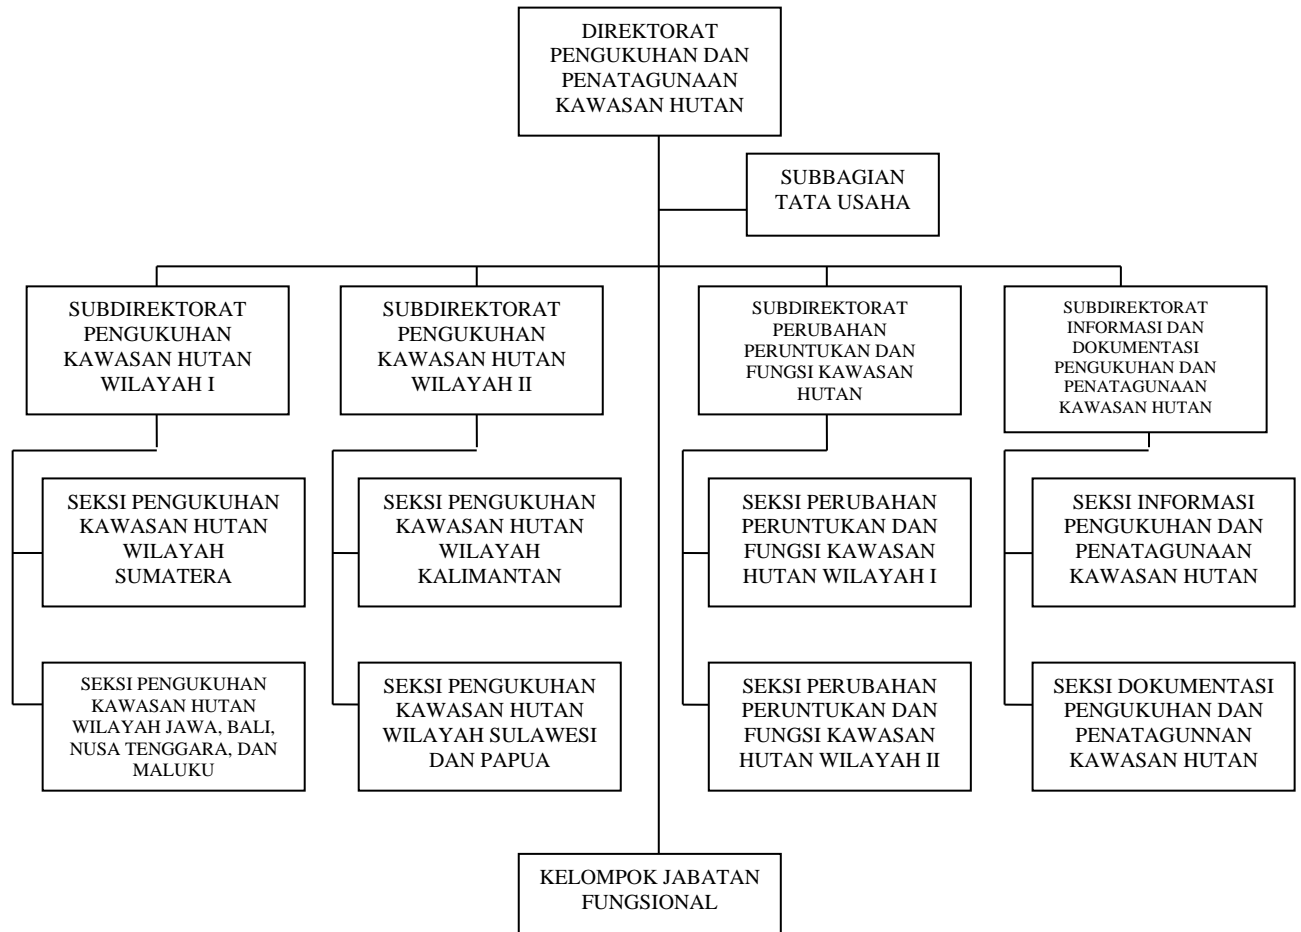 DIREKTORAT
PENGUKUHAN DAN
PENATAGUNAAN
KAWASAN HUTAN
SUBBAGIAN
TATA USAHA
SUBDIREKTORAT
PENGUKUHAN
KAWASAN HUTAN
WILAYAH I
SUBDIREKTORAT
PENGUKUHAN
KAWASAN HUTAN
WILAYAH II
SUBDIREKTORAT
PERUBAHAN
PERUNTUKAN DAN
FUNGSI KAWASAN
HUTAN
SUBDIREKTORAT
INFORMASI DAN
DOKUMENTASI
PENGUKUHAN DAN
PENATAGUNAAN
KAWASAN HUTAN
SEKSI PENGUKUHAN
KAWASAN HUTAN
WILAYAH
SUMATERA
SEKSI PENGUKUHAN
KAWASAN HUTAN
WILAYAH
KALIMANTAN
SEKSI PERUBAHAN
PERUNTUKAN DAN
FUNGSI KAWASAN
HUTAN WILAYAH I
SEKSI INFORMASI
PENGUKUHAN DAN
PENATAGUNAAN
KAWASAN HUTAN
SEKSI PENGUKUHAN
KAWASAN HUTAN
WILAYAH JAWA, BALI,
NUSA TENGGARA, DAN
MALUKU
SEKSI PENGUKUHAN
KAWASAN HUTAN
WILAYAH SULAWESI
DAN PAPUA
SEKSI PERUBAHAN
PERUNTUKAN DAN
FUNGSI KAWASAN
HUTAN WILAYAH II
SEKSI DOKUMENTASI
PENGUKUHAN DAN
PENATAGUNNAN
KAWASAN HUTAN
KELOMPOK JABATAN
FUNGSIONAL